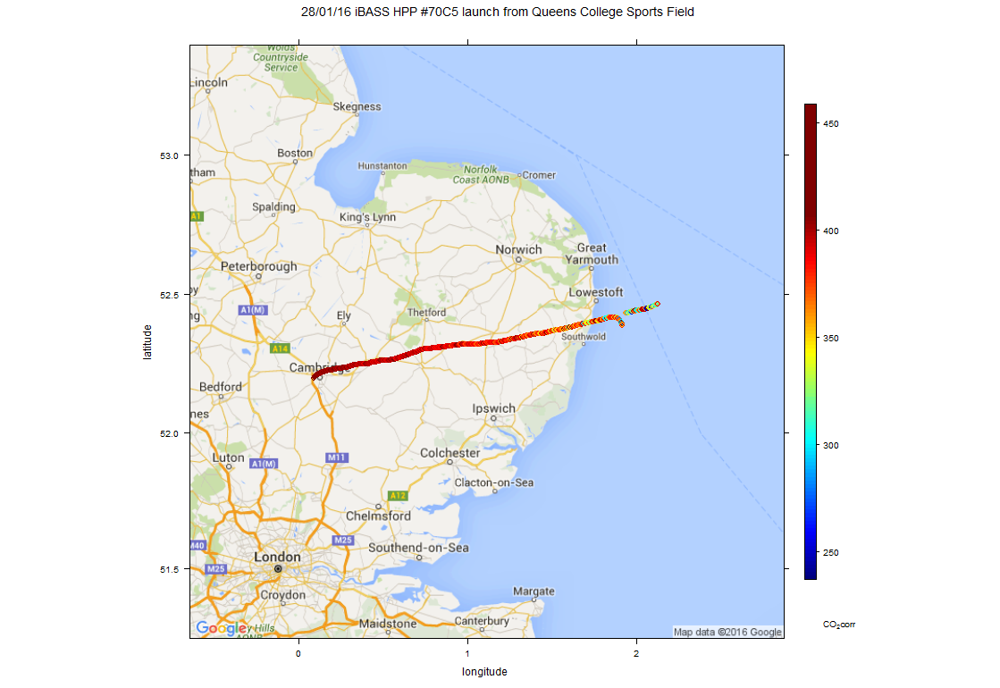 28/01/16 iBASS HPP #70C5 launch from Queens College Sports Field
Wolds
Countryside
Service
Lincoln
Skegness
Boston
Hunstanton
Norfolk
Coast AONB
Cromer
tham
Spalding
A1
King's Lynn
Norwich
Great
Yarmouth
Peterborough
by
Lowestoft
A1(M)
ng
Ely
Thetford
A14
Southwold
Cambridge
Bedford
nes
Ipswich
Luton
A1(M)
M11
Colchester
Clacton-on-Sea
A12
Chelmsford
M40
M25
Southend-on-Sea
London
M25
Croydon
Margate
Maidstone
Canterbury
Google
y Hills
AONB
Map data ©2016 Google
53.0
52.5
52.0
51.5
latitude
0
1
2
longitude
450
400
350
300
250
CO₂corr